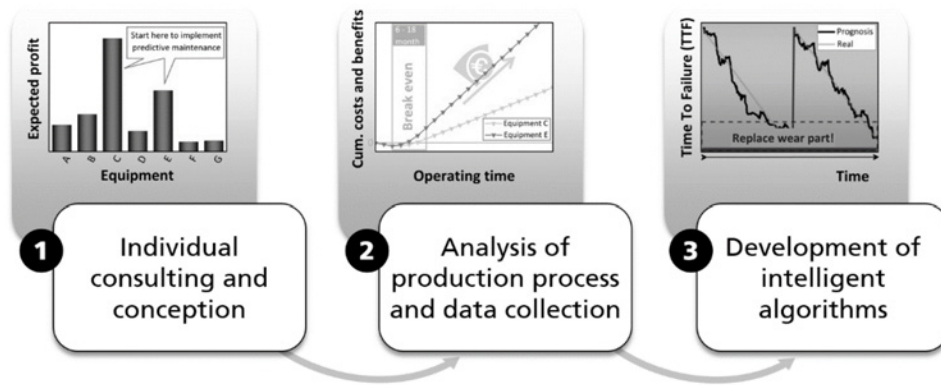 Start here to implement
predictive maintenance
Expected profit
A B C D E F G
Equipment
6 - 18
month
Break even
€
Cum. costs and benefits
0
Equipment C
Equipment E
Operating time
Prognosis
Real
Time To Failure (TTF)
Replace wear part!
Time
1
Individual
consulting and
conception
2
Analysis of
production process
and data collection
3
Development of
intelligent
algorithms